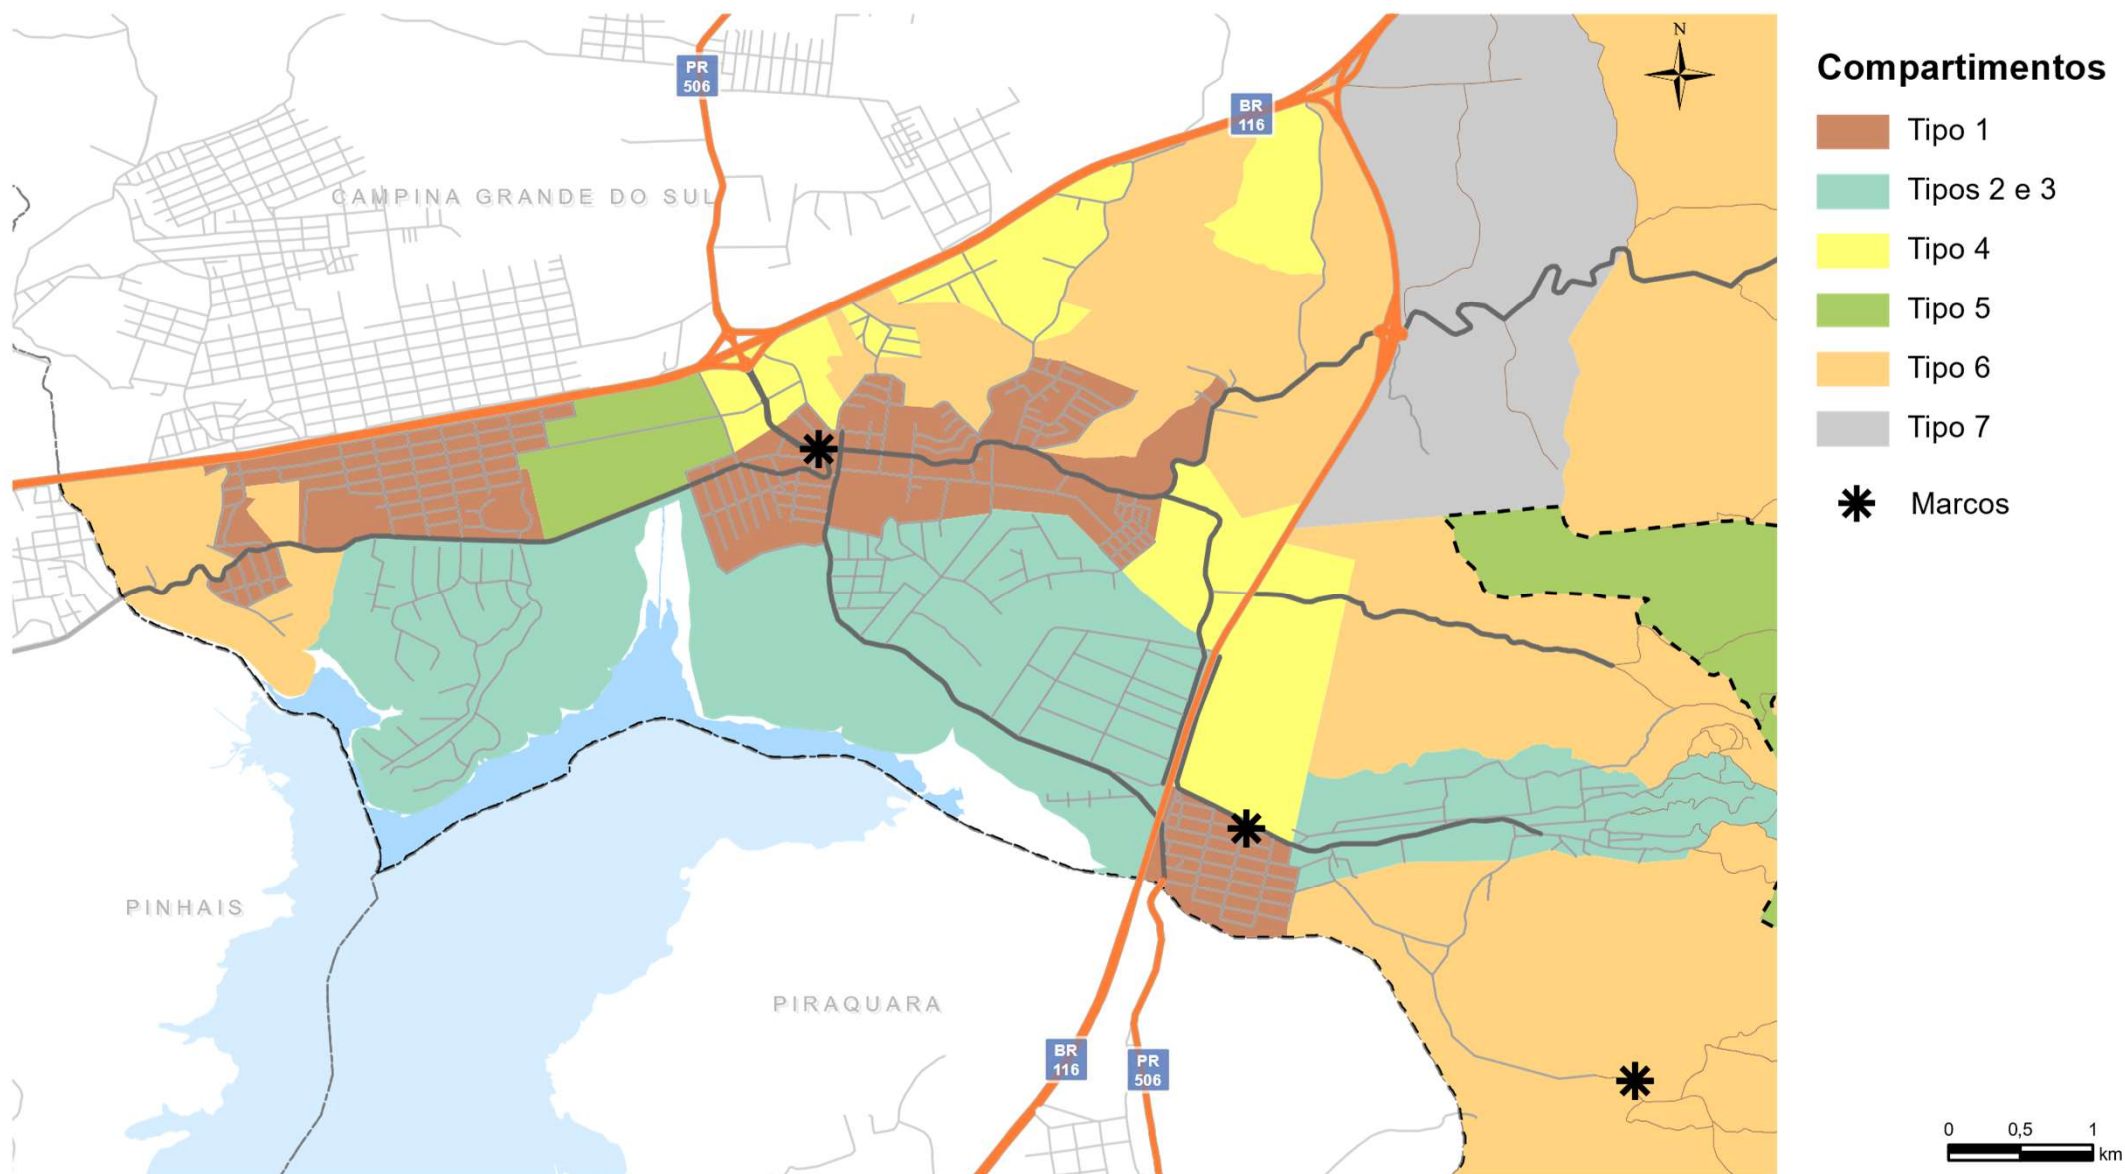 N
PR
506
BR
116
CAMPINA GRANDE DO SUL
PINHAIS
PIRAQUARA
BR
116
PR
506
Compartimentos
Tipo 1
Tipos 2 e 3
Tipo 4
Tipo 5
Tipo 6
Tipo 7
Marcos
0 0,5 1
km